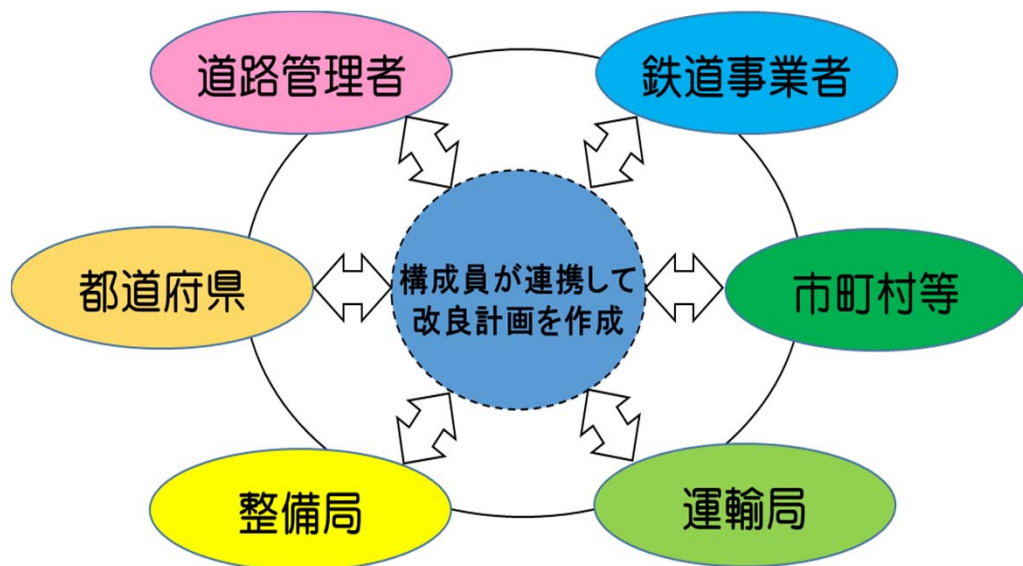 道路管理者
鉄道事業者
都道府県
構成員が連携して
改良計画を作成
市町村等
整備局
運輸局